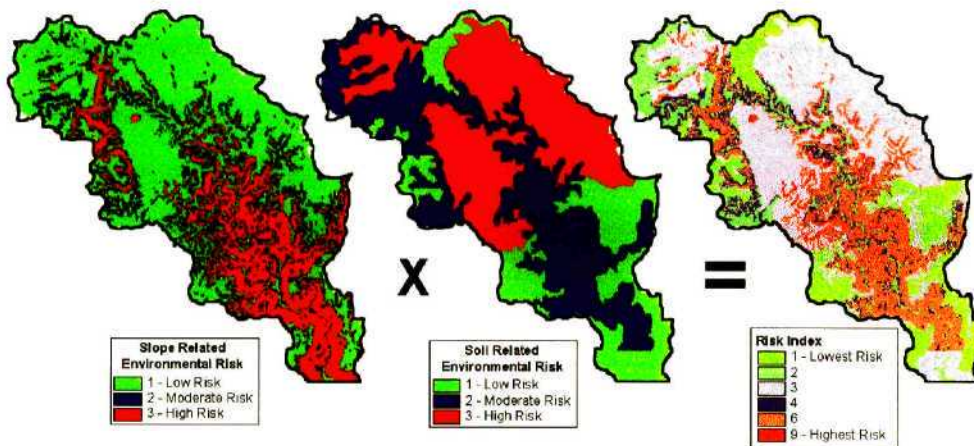 X
=
Slope Related
Environmental Risk
1 - Low Risk
2 - Moderate Risk
3 - High Risk
Soil Related
Environmental Risk
1 - Low Risk
2 - Moderate Risk
3 - High Risk
Risk Index
1 - Lowest Risk
2
3
4
6
9 - Highest Risk